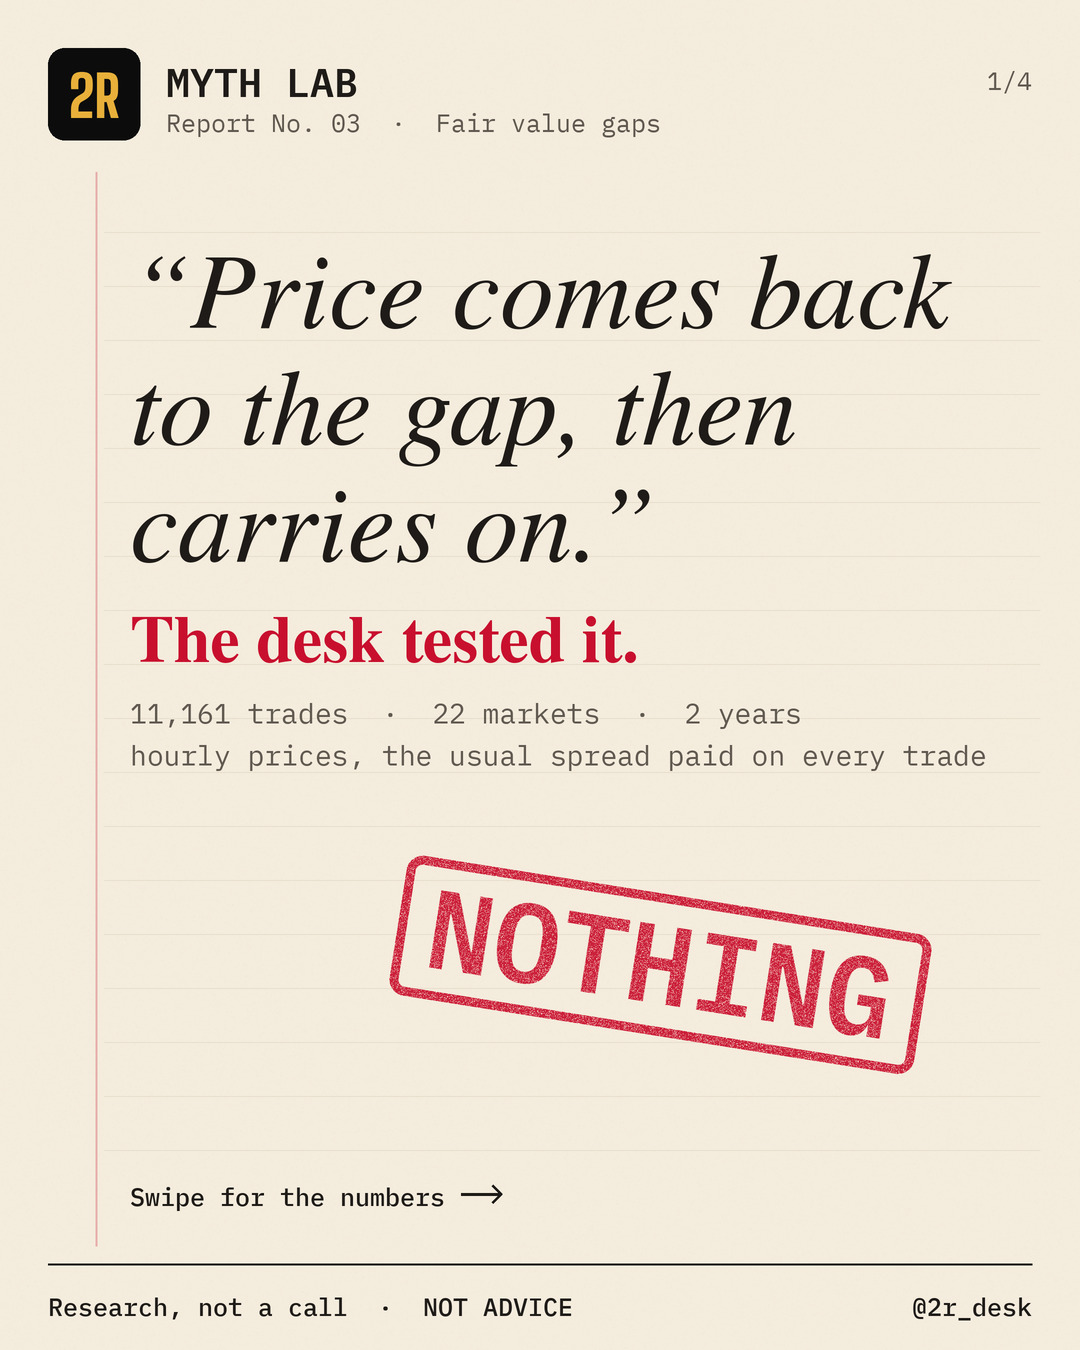 2R
MYTH LAB
1/4
Report No. 03 · Fair value gaps
“Price comes back
to the gap, then
carries on.”
The desk tested it.
11,161 trades · 22 markets · 2 years
hourly prices, the usual spread paid on every trade
NOTHING
Swipe for the numbers →
Research, not a call · NOT ADVICE
@2r_desk